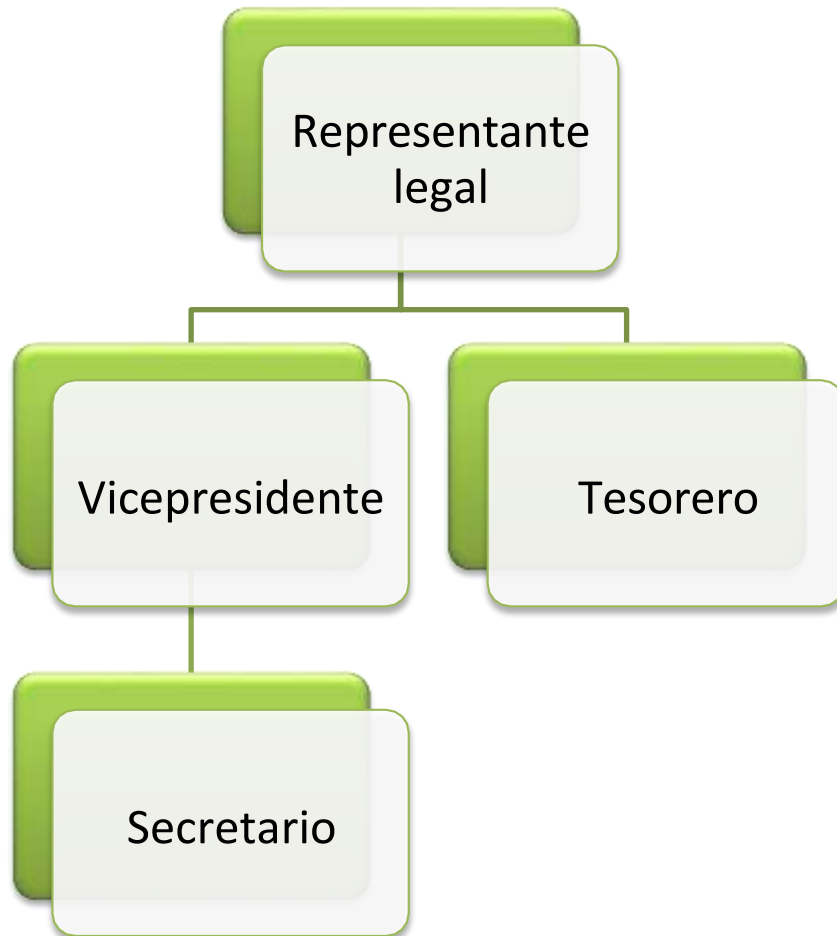 Representante
legal
Vicepresidente
Tesorero
Secretario